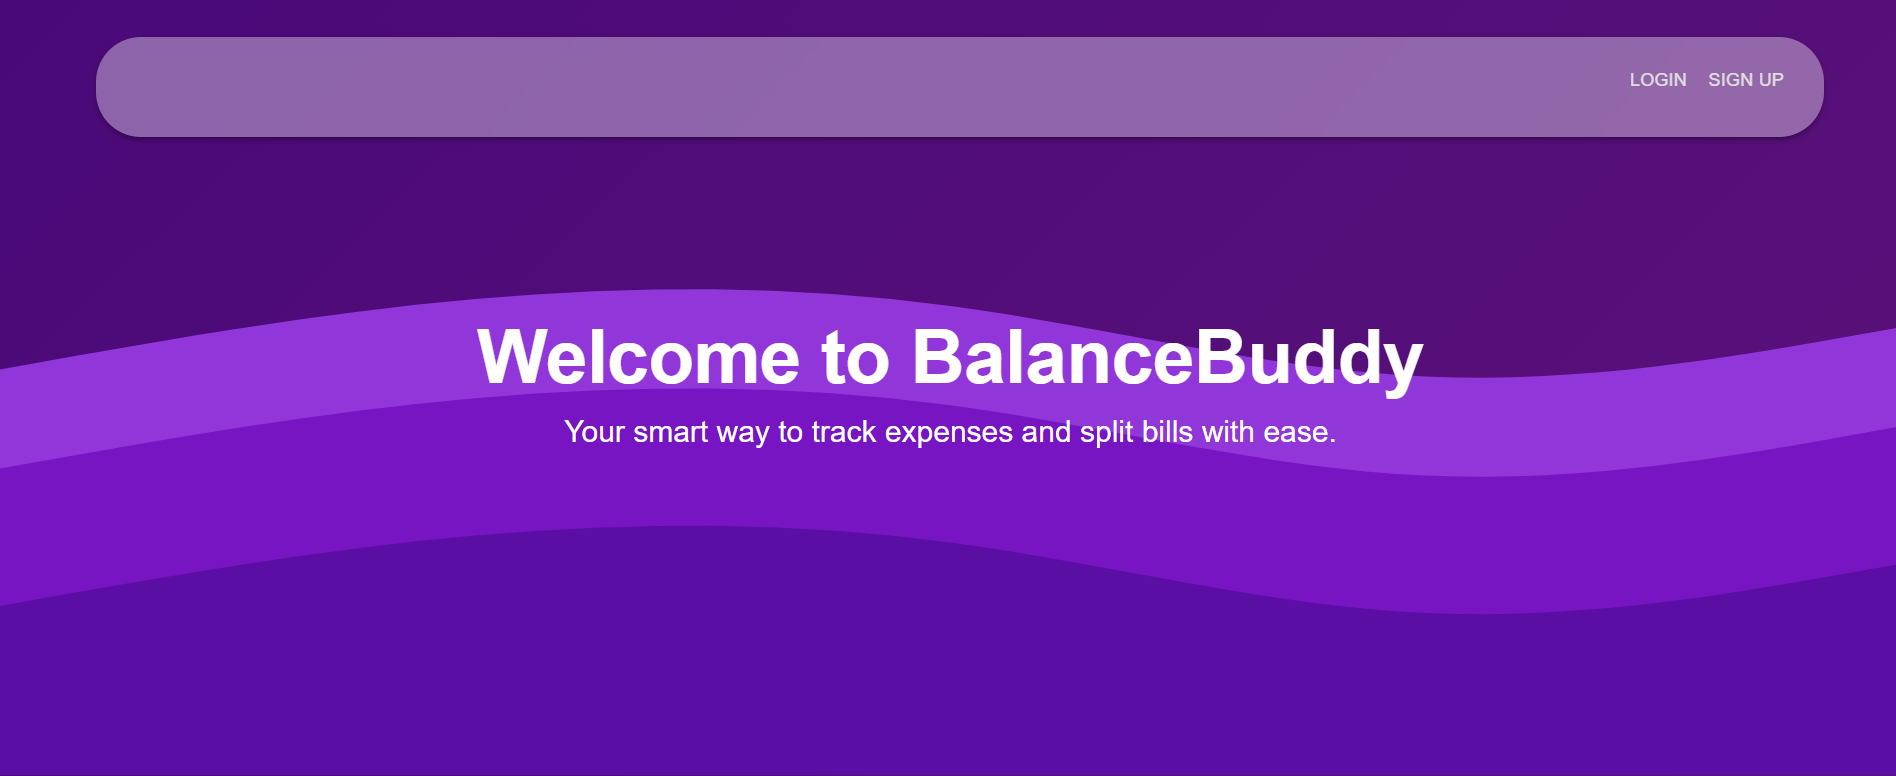 LOGIN SIGN UP
Welcome to BalanceBuddy
Your smart way to track expenses and split bills with ease.